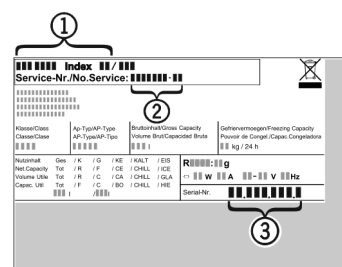 1
Index /
Service-Nr./No.Service: -
2
Klasse/Class
Classe/Clase
Ap-Typ/AP-Type
AP-Type/AP-Tipo
Bruttoinh/Gross Capacity
Volume Brut/Capacidad Bruta
l
Gefriervermoegen/Freezing Capacity
Pouvoir de Congel./Capac.Congeladora
kg / 24 h
Nutzinhalt Ges / K / G / KE / KALT / EIS
Net.Capacity Tot / R / F / CE / CHILL / ICE
Volume Utile Tot / R / C / CA / CHILL / GLA
Capac. Util Tot / F / C / BO / CHILL / HIE
l / l
R : g
W A - V Hz
Serial-Nr. . . .
3